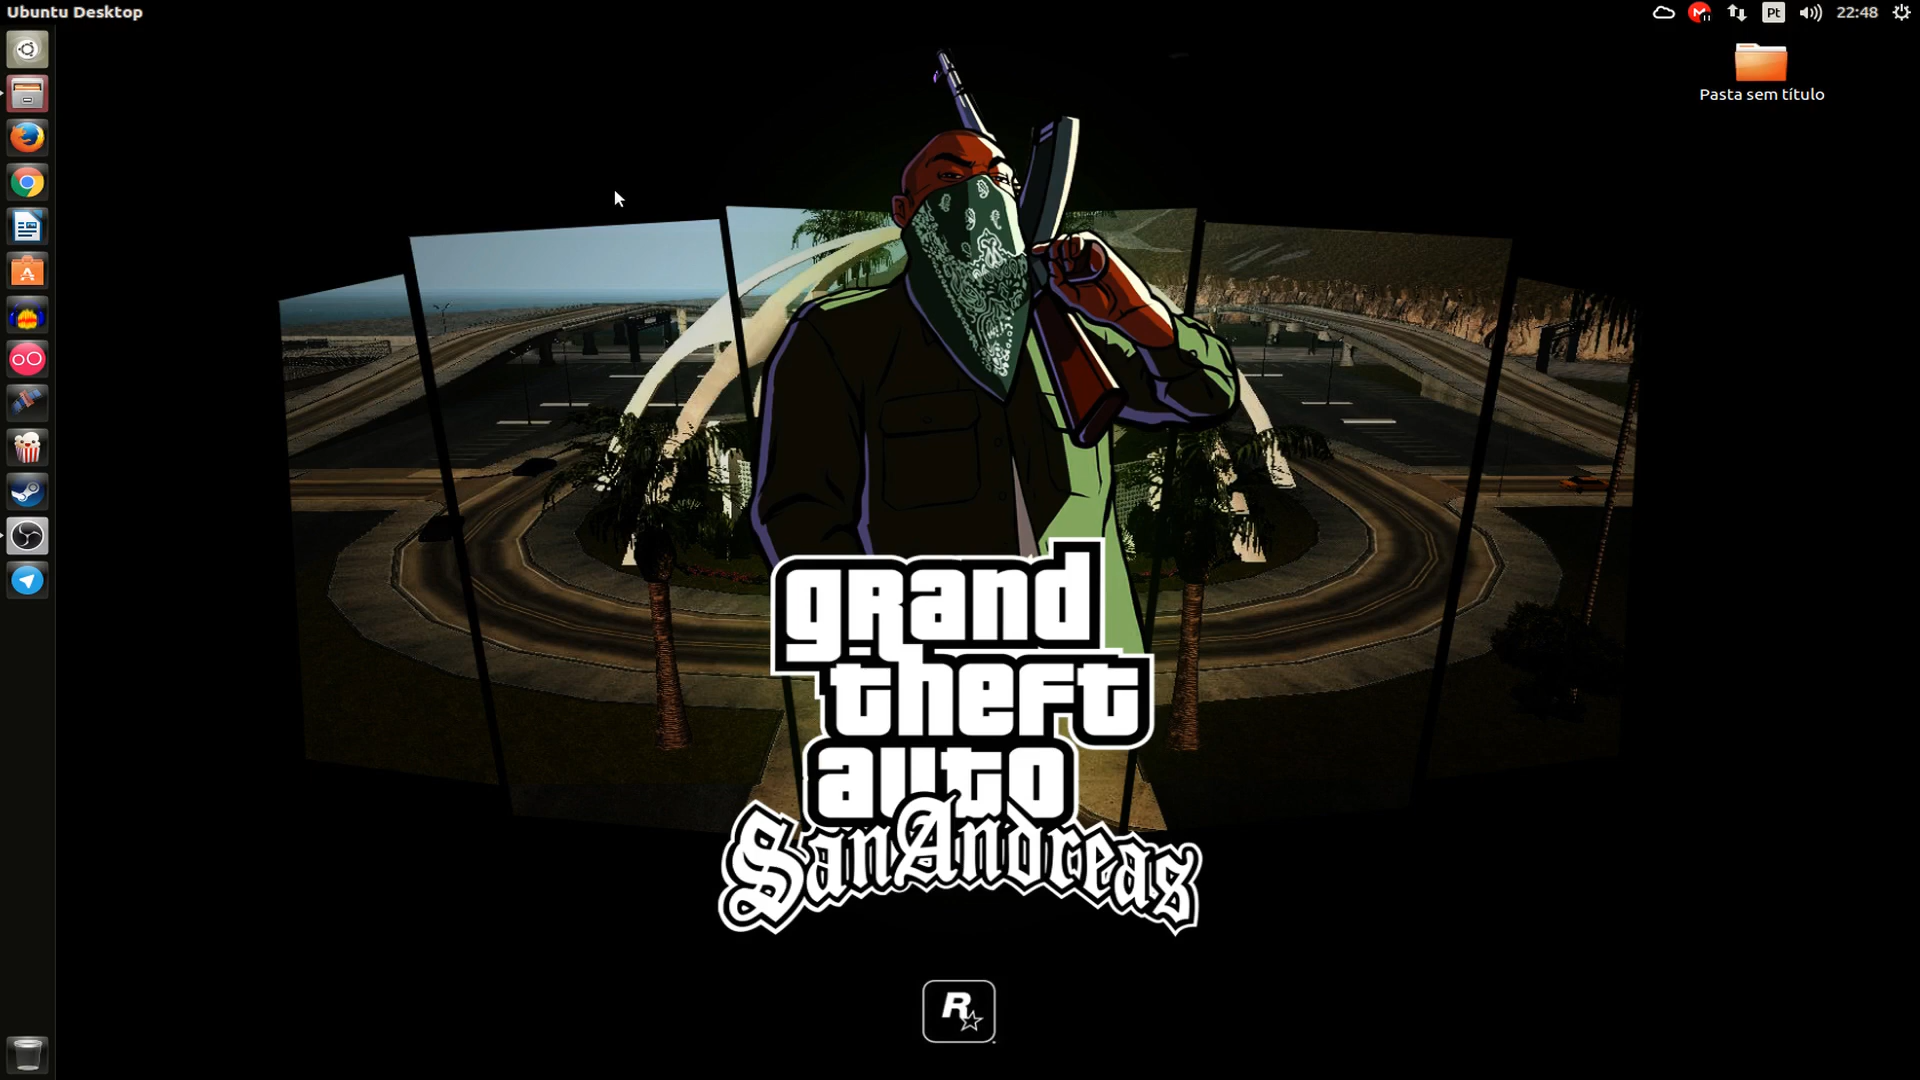 Ubuntu Desktop
Pt
22:48
Pasta sem título
grand
theft
auto
San Andreas
R